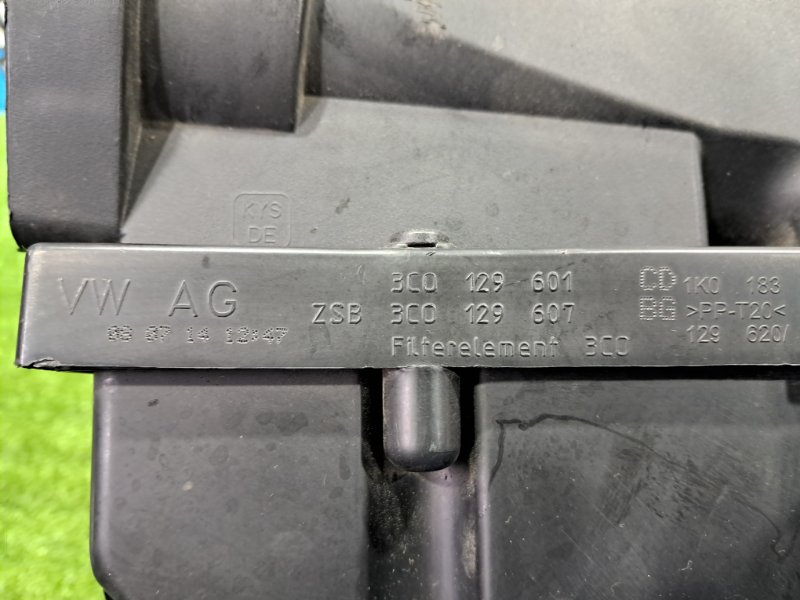 KYS
DE
VW AG
08 07 14 12:47
3C0 129 601
ZSB 3C0 129 607
Filterelement 3C0
CD
BG
1K0 183
>PP-T20<
129 620/